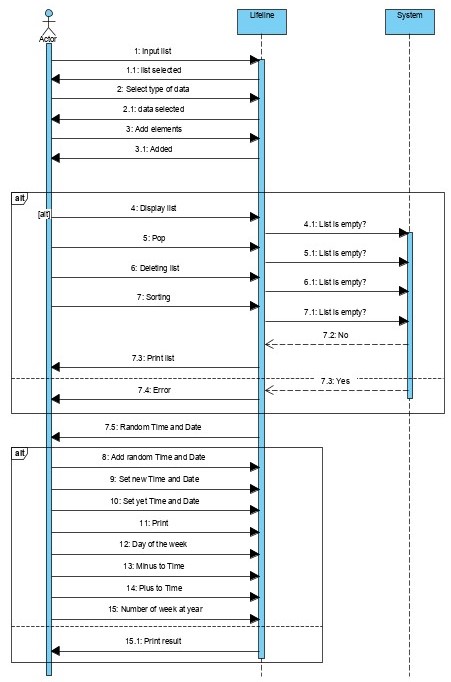 Lifeline
System
Actor
1: Input list
1.1: list selected
2: Select type of data
2.1: data selected
3: Add elements
3.1: Added
alt
[alt]
4: Display list
4.1: List is empty?
5: Pop
5.1: List is empty?
6: Deleting list
6.1: List is empty?
7: Sorting
7.1: List is empty?
7.2: No
7.3: Print list
7.3: Yes
7.4: Error
7.5: Random Time and Date
alt
8: Add random Time and Date
9: Set new Time and Date
10: Set yet Time and Date
11: Print
12: Day of the week
13: Minus to Time
14: Plus to Time
15: Number of week at year
15.1: Print result